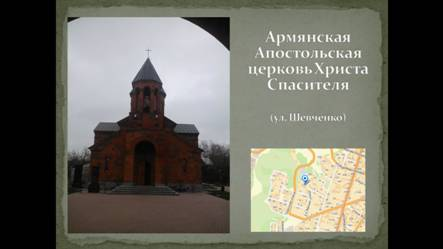 Армянская
Апостольская
церковь Христа
Спасителя
(ул. Шевченко)